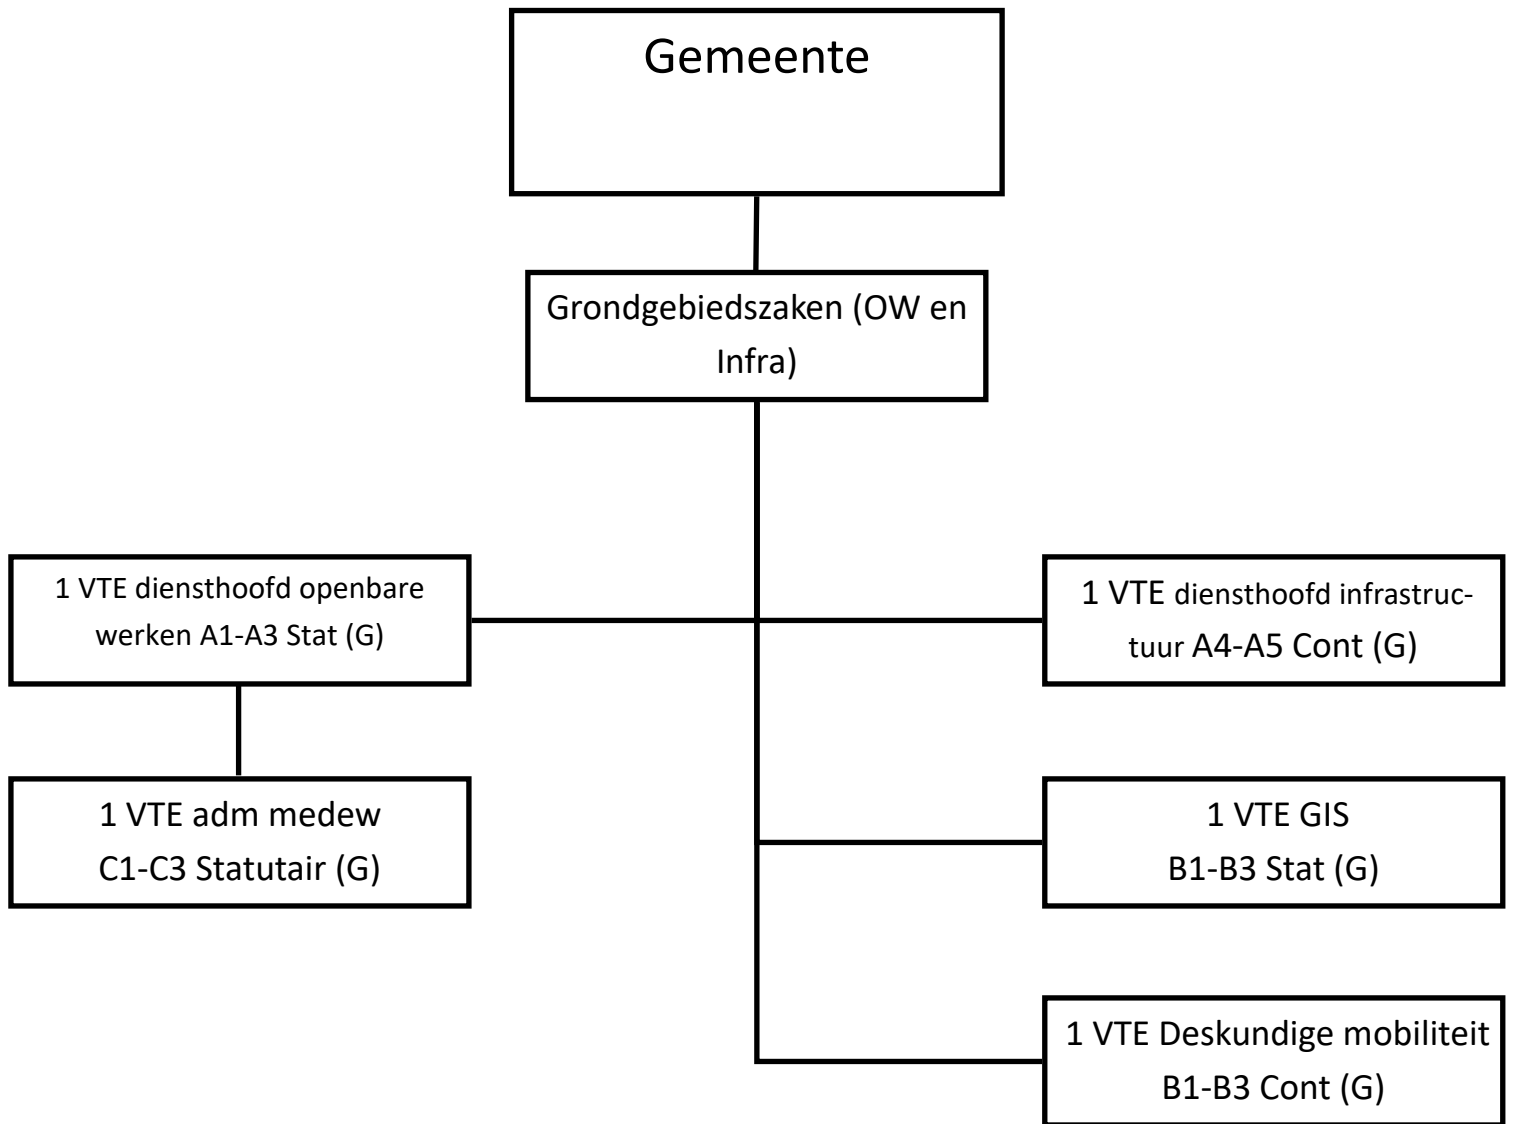 Gemeente
Grondgebiedszaken (OW en
Infra)
1 VTE diensthoofd openbare
werken A1-A3 Stat (G)
1 VTE diensthoofd infrastruc-
tuur A4-A5 Cont (G)
1 VTE adm medew
C1-C3 Statutair (G)
1 VTE GIS
B1-B3 Stat (G)
1 VTE Deskundige mobiliteit
B1-B3 Cont (G)